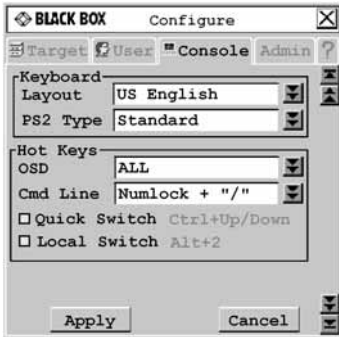 BLACK BOX Configure
Target User Console Admin ?
Keyboard
Layout US English
PS2 Type Standard
Hot Keys
OSD ALL
Cmd Line Numlock + "/"
Quick Switch Ctrl+Up/Down
Local Switch Alt+2
Apply Cancel